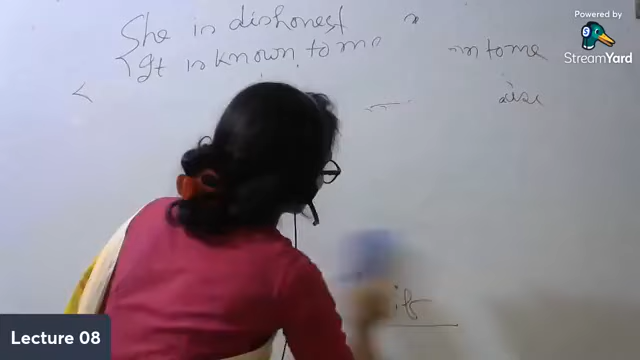 Powered by
StreamYard
She is dishonest
It is known to me
to me
Lecture 08